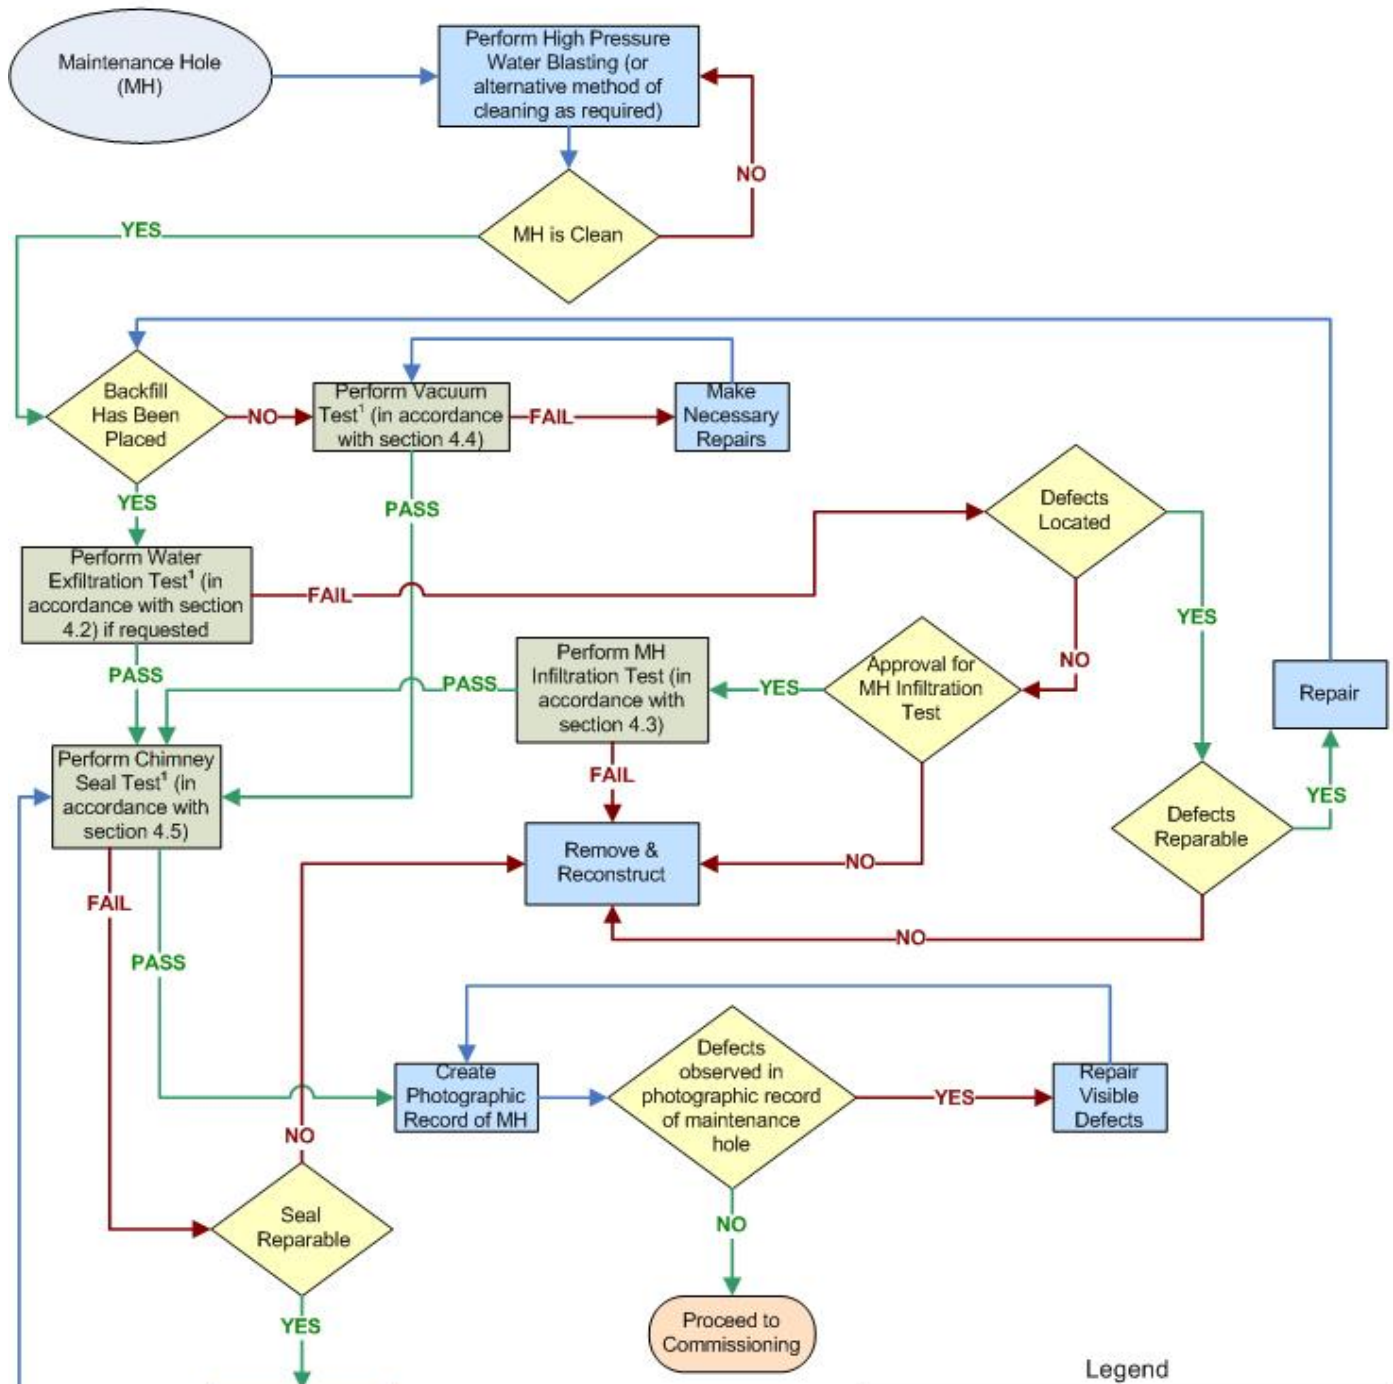 Maintenance Hole
(MH)
Perform High Pressure
Water Blasting (or
alternative method of
cleaning as required)
NO
MH is Clean
YES
Backfill
Has Been
Placed
NO
Perform Vacuum
Test¹ (in accordance
with section 4.4)
FAIL
Make
Necessary
Repairs
YES
PASS
Defects
Located
Perform Water
Exfiltration Test¹ (in
accordance with section
4.2) if requested
FAIL
YES
NO
PASS
PASS
Perform MH
Infiltration Test (in
accordance with
section 4.3)
YES
Approval for
MH Infiltration
Test
Repair
Perform Chimney
Seal Test¹ (in
accordance with
section 4.5)
FAIL
YES
Defects
Reparable
Remove &
Reconstruct
NO
FAIL
NO
PASS
Create
Photographic
Record of MH
Defects
observed in
photographic record
of maintenance
hole
YES
Repair
Visible
Defects
NO
Seal
Reparable
NO
YES
Proceed to
Commissioning
Legend